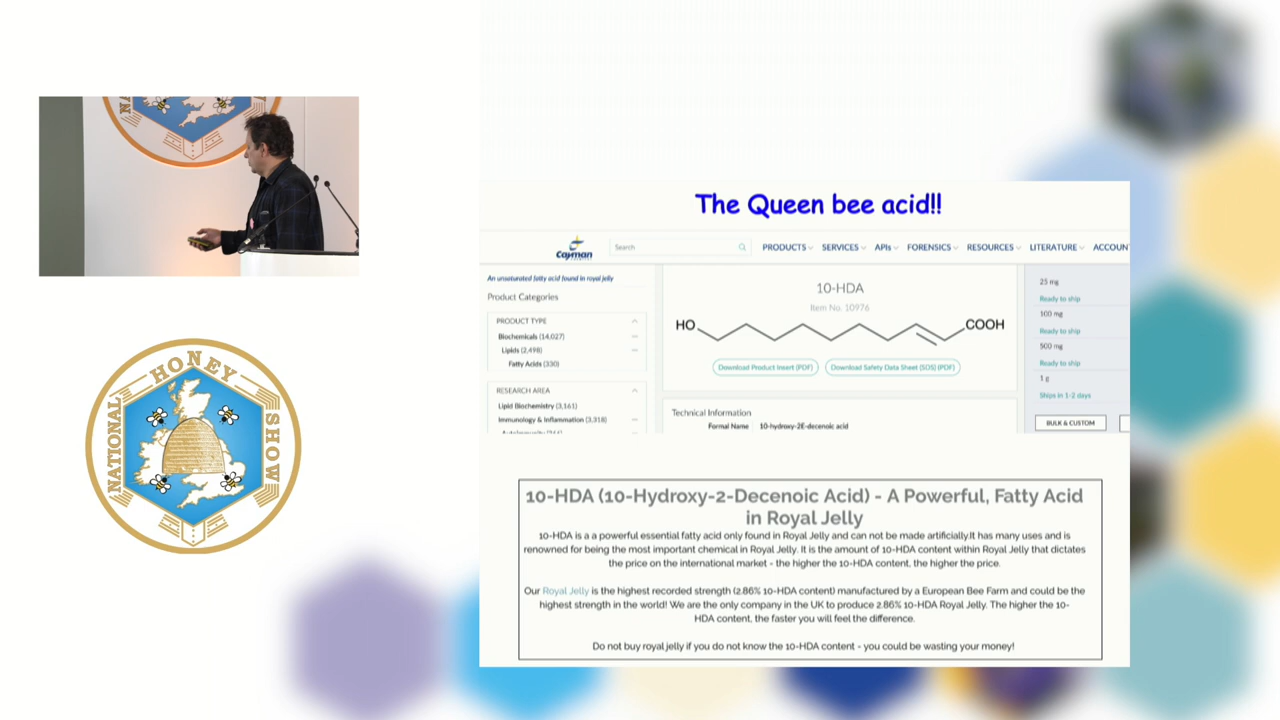 The Queen bee acid!!
Cayman
Search
PRODUCTS SERVICES APIs FORENSICS RESOURCES LITERATURE ACCOUN
An unsaturated fatty acid found in royal jelly
Product Categories
PRODUCT TYPE
Biochemicals (14,027)
Lipids (2,498)
Fatty Acids (330)
RESEARCH AREA
Lipid Biochemistry (3,161)
Immunology & Inflammation (3,318)
10-HDA
Item No. 10976
HO
COOH
Download Product Insert (PDF) Download Safety Data Sheet (SDS) (PDF)
Technical Information
Formal Name 10-hydroxy-2E-decenoic acid
25 mg
Ready to ship
100 mg
Ready to ship
500 mg
Ready to ship
1 g
Ships in 1-2 days
BULK & CUSTOM
NATIONAL HONEY SHOW
10-HDA (10-Hydroxy-2-Decenoic Acid) - A Powerful, Fatty Acid
in Royal Jelly
10-HDA is a a powerful essential fatty acid only found in Royal Jelly and can not be made artificially.It has many uses and is
renowned for being the most important chemical in Royal Jelly. It is the amount of 10-HDA content within Royal Jelly that dictates
the price on the international market - the higher the 10-HDA content, the higher the price.
Our Royal Jelly is the highest recorded strength (2.86% 10-HDA content) manufactured by a European Bee Farm and could be the
highest strength in the world! We are the only company in the UK to produce 2.86% 10-HDA Royal Jelly. The higher the 10-
HDA content, the faster you will feel the difference.
Do not buy royal jelly if you do not know the 10-HDA content - you could be wasting your money!